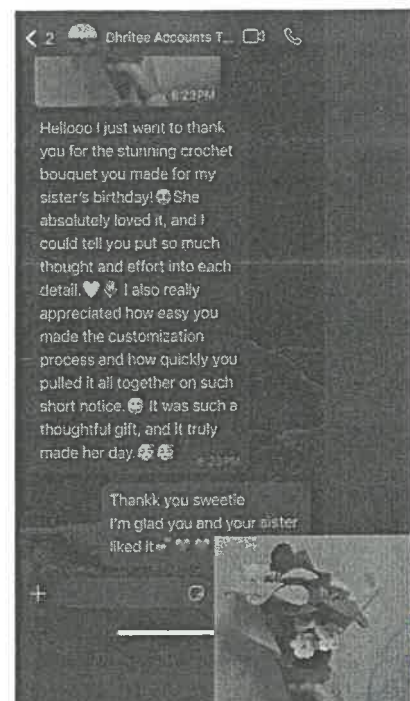 2 Dhritee Accounts T...
6:23PM
Hellooo I just want to thank
you for the stunning crochet
bouquet you made for my
sister's birthday! She
absolutely loved it, and I
could tell you put so much
thought and effort into each
detail. I also really
appreciated how easy you
made the customization
process and how quickly you
pulled it all together on such
short notice. It was such a
thoughtful gift, and it truly
made her day.
Thankk you sweetie
I'm glad you and your sister
liked it